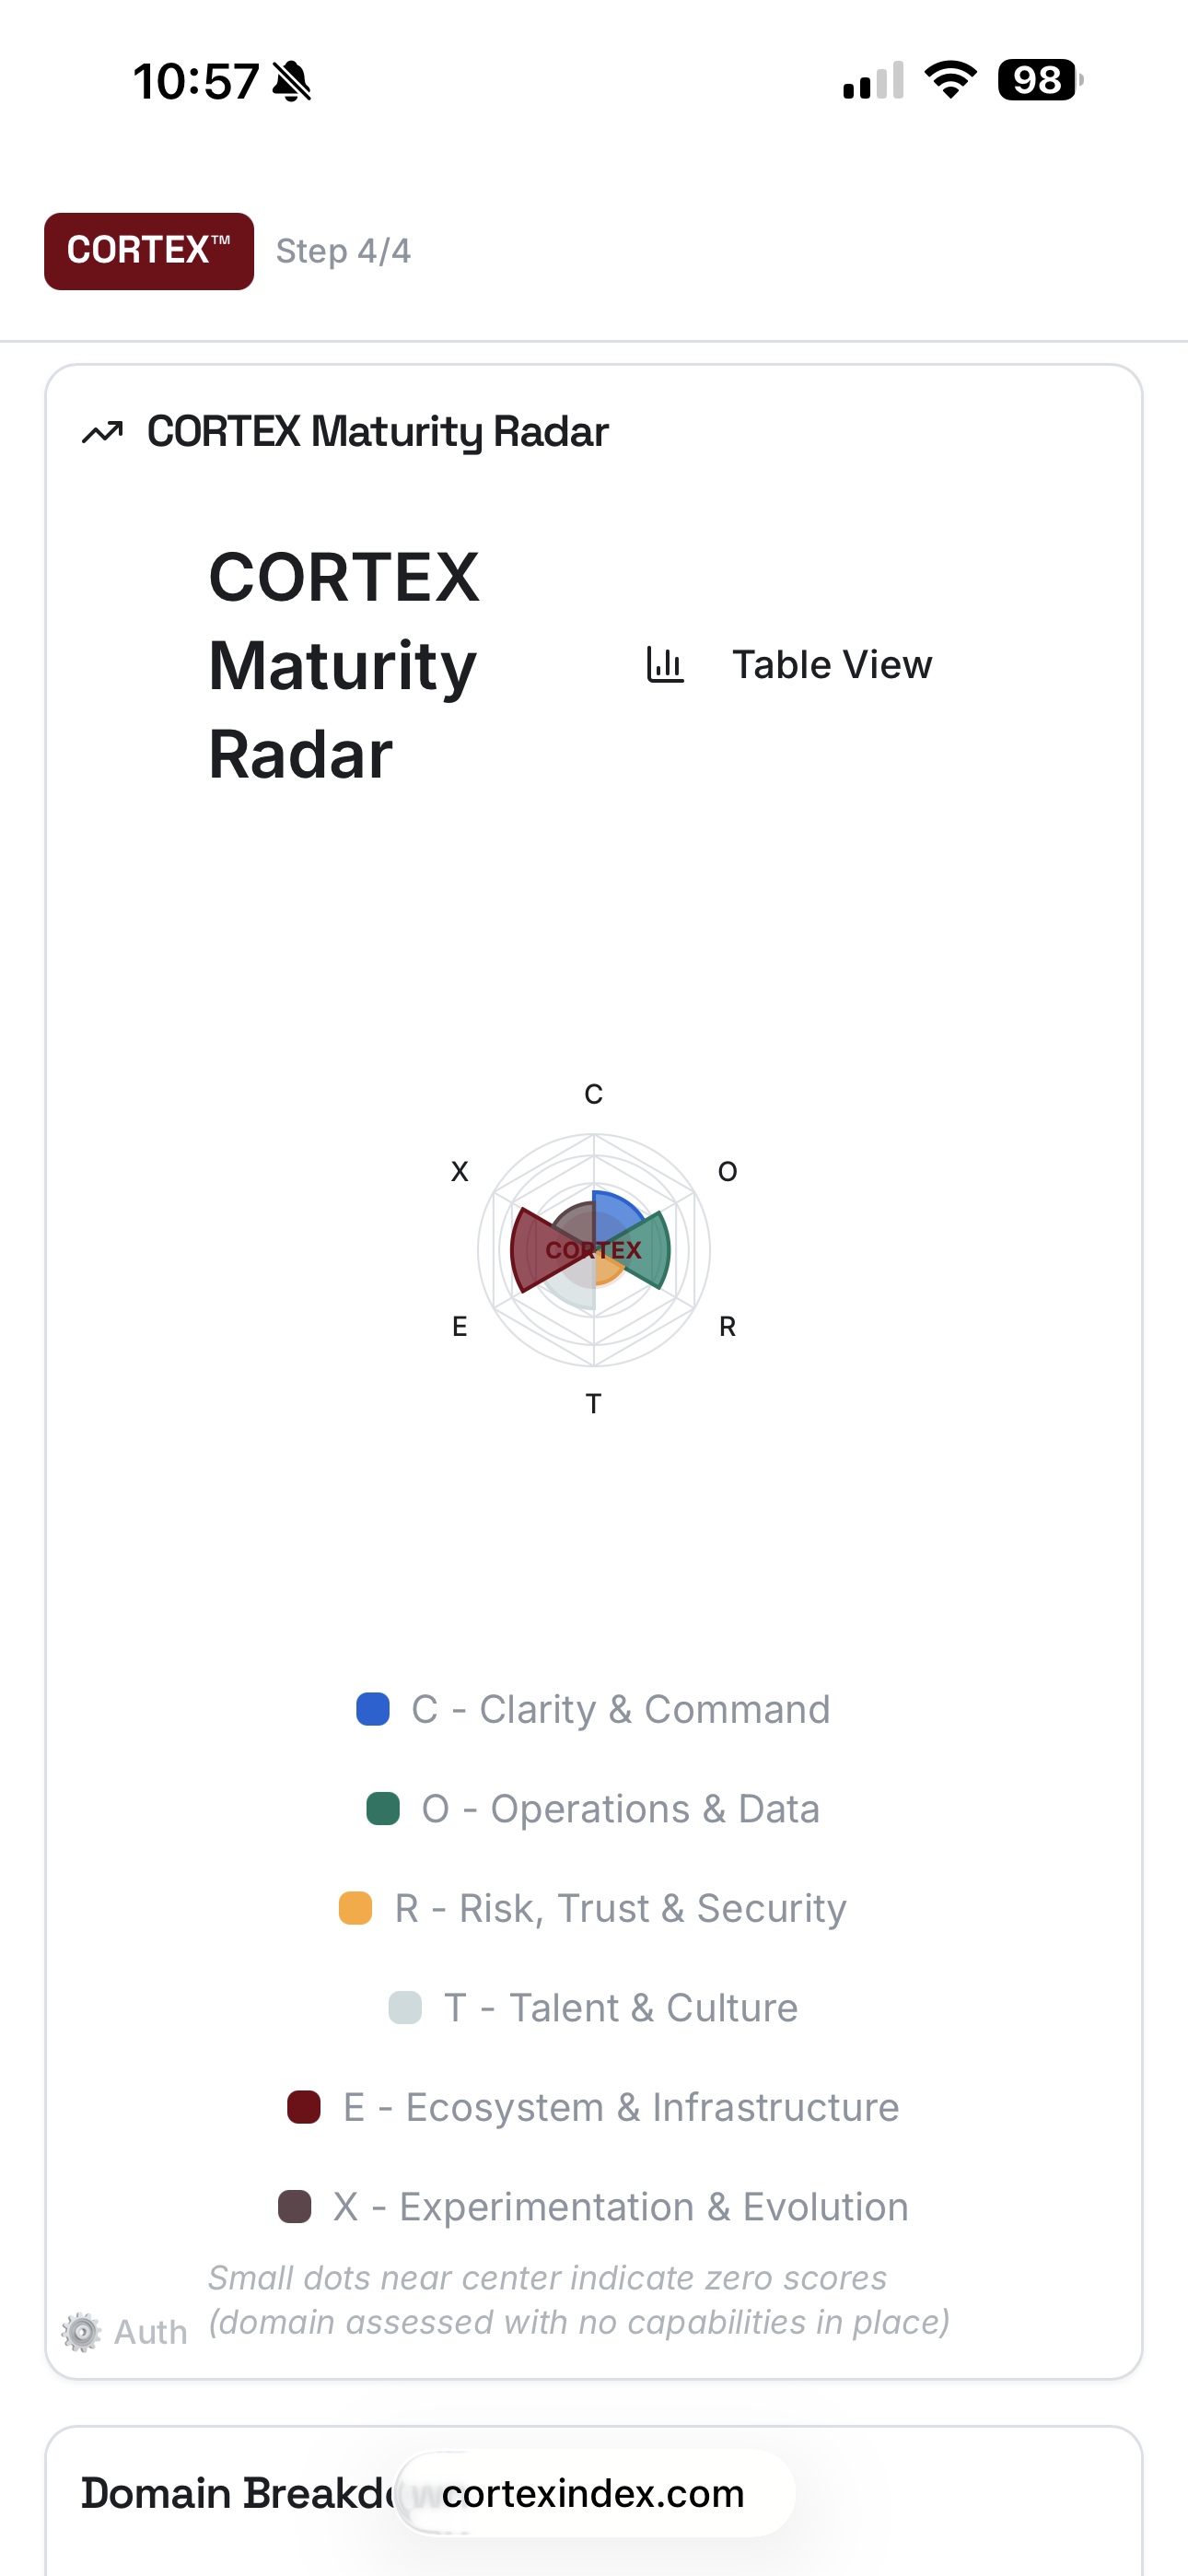 10:57
98
CORTEX™ Step 4/4
CORTEX Maturity Radar
CORTEX
Maturity
Radar
Table View
C
X
O
CORTEX
E
R
T
C - Clarity & Command
O - Operations & Data
R - Risk, Trust & Security
T - Talent & Culture
E - Ecosystem & Infrastructure
X - Experimentation & Evolution
Small dots near center indicate zero scores
(domain assessed with no capabilities in place)
⚙️ Auth
Domain
cortexindex.com